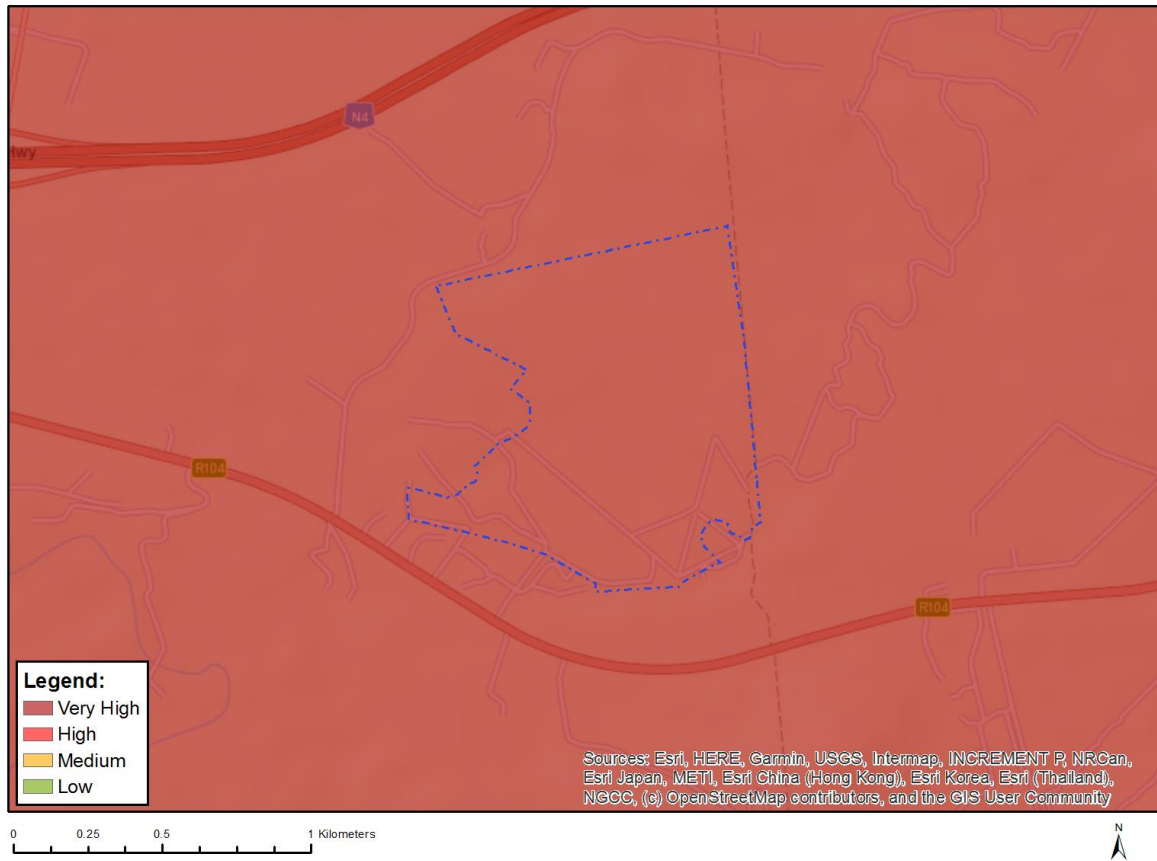 N4
lwy
R104
R104
Legend:
Very High
High
Medium
Low
Sources: Esri, HERE, Garmin, USGS, Intermap, INCREMENT P, NRCan,
Esri Japan, METI, Esri China (Hong Kong), Esri Korea, Esri (Thailand),
NGCC, (c) OpenStreetMap contributors, and the GIS User Community
0 0.25 0.5 1 Kilometers
N